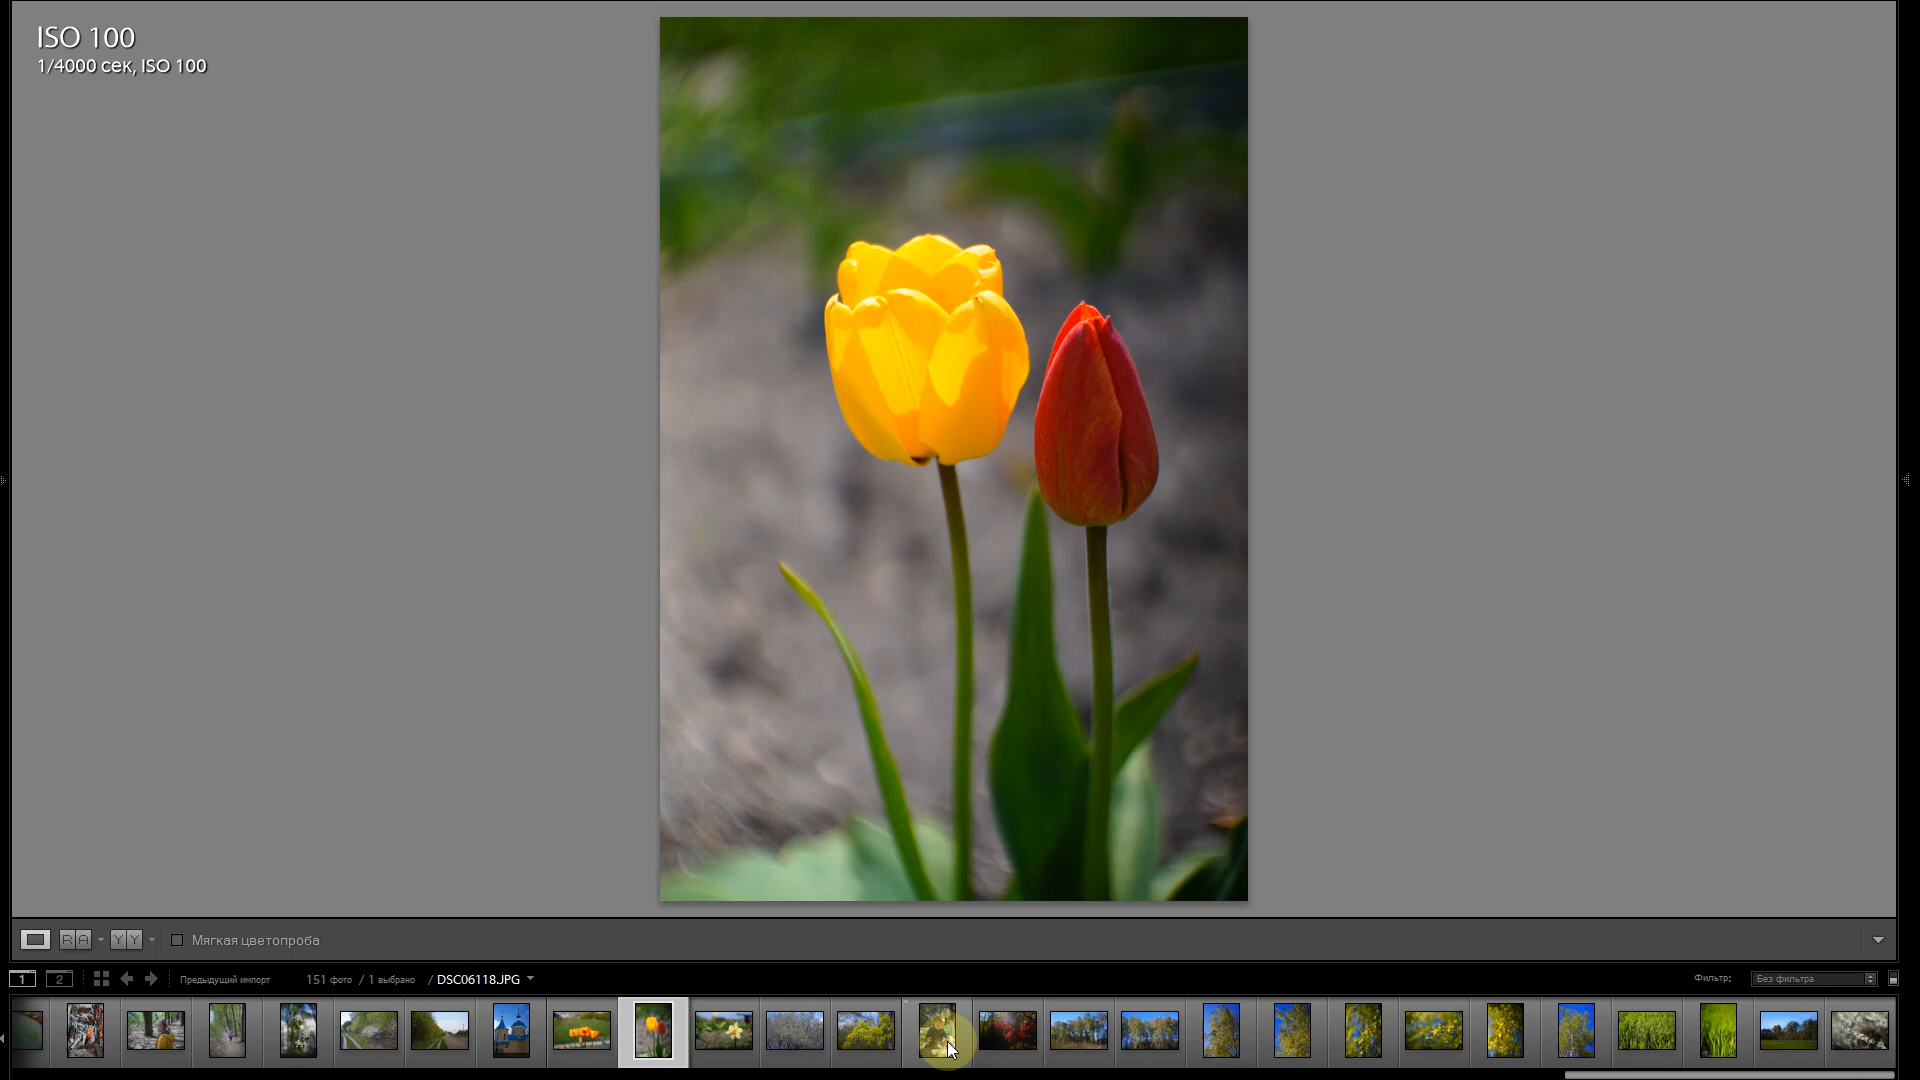 ISO 100
1/4000 сек, ISO 100
R A Y Y Мягкая цветопроба
1 2 Предыдущий импорт 151 фото / 1 выбрано / DSC06118.JPG Фильтр: Без фильтра